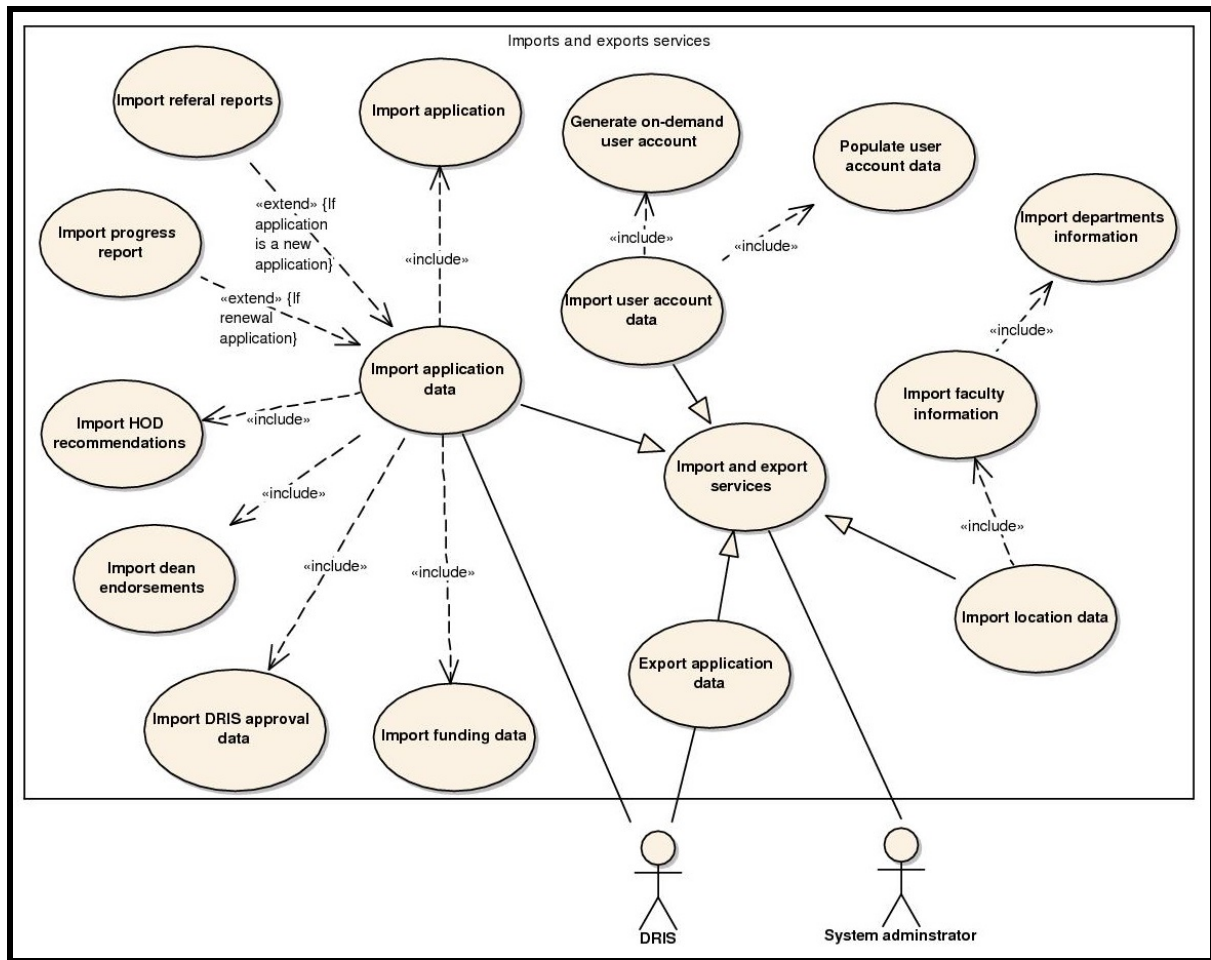 Imports and exports services
Import referal reports
Import application
Generate on-demand
user account
Populate user
account data
Import departments
information
Import progress
report
«extend» {If
application
is a new
application}
«include»
«include»
«include»
«extend» {If
renewal
application}
Import user account
data
«include»
Import application
data
Import faculty
information
Import HOD
recommendations
«include»
Import and export
services
«include»
«include»
Import dean
endorsements
«include»
«include»
Import location data
Export application
data
Import DRIS approval
data
Import funding data
DRIS
System adminstrator